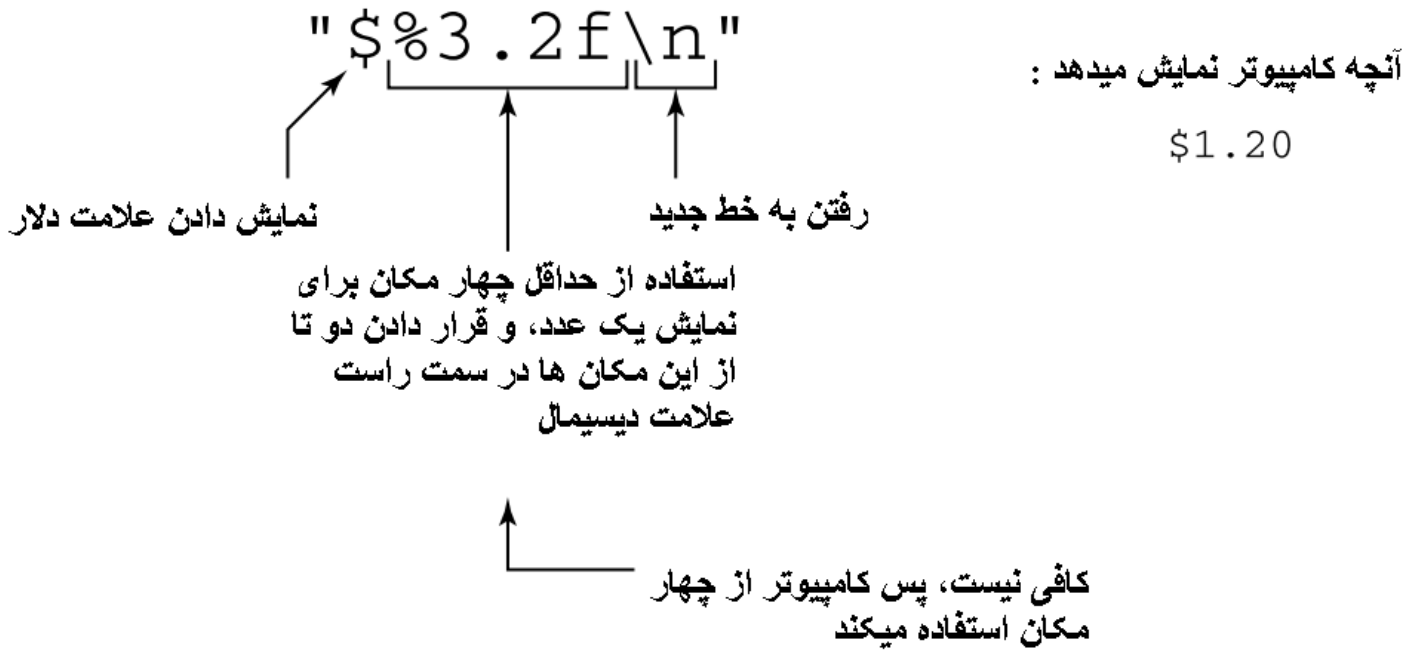 "$%3.2f\n"
آنچه کامپیوتر نمایش میدهد :
$1.20
نمایش دادن علامت دلار
رفتن به خط جدید
استفاده از حداقل چهار مکان برای
نمایش یک عدد، و قرار دادن دو تا
از این مکان ها در سمت راست
علامت دیسیمال
کافی نیست، پس کامپیوتر از چهار
مکان استفاده میکند